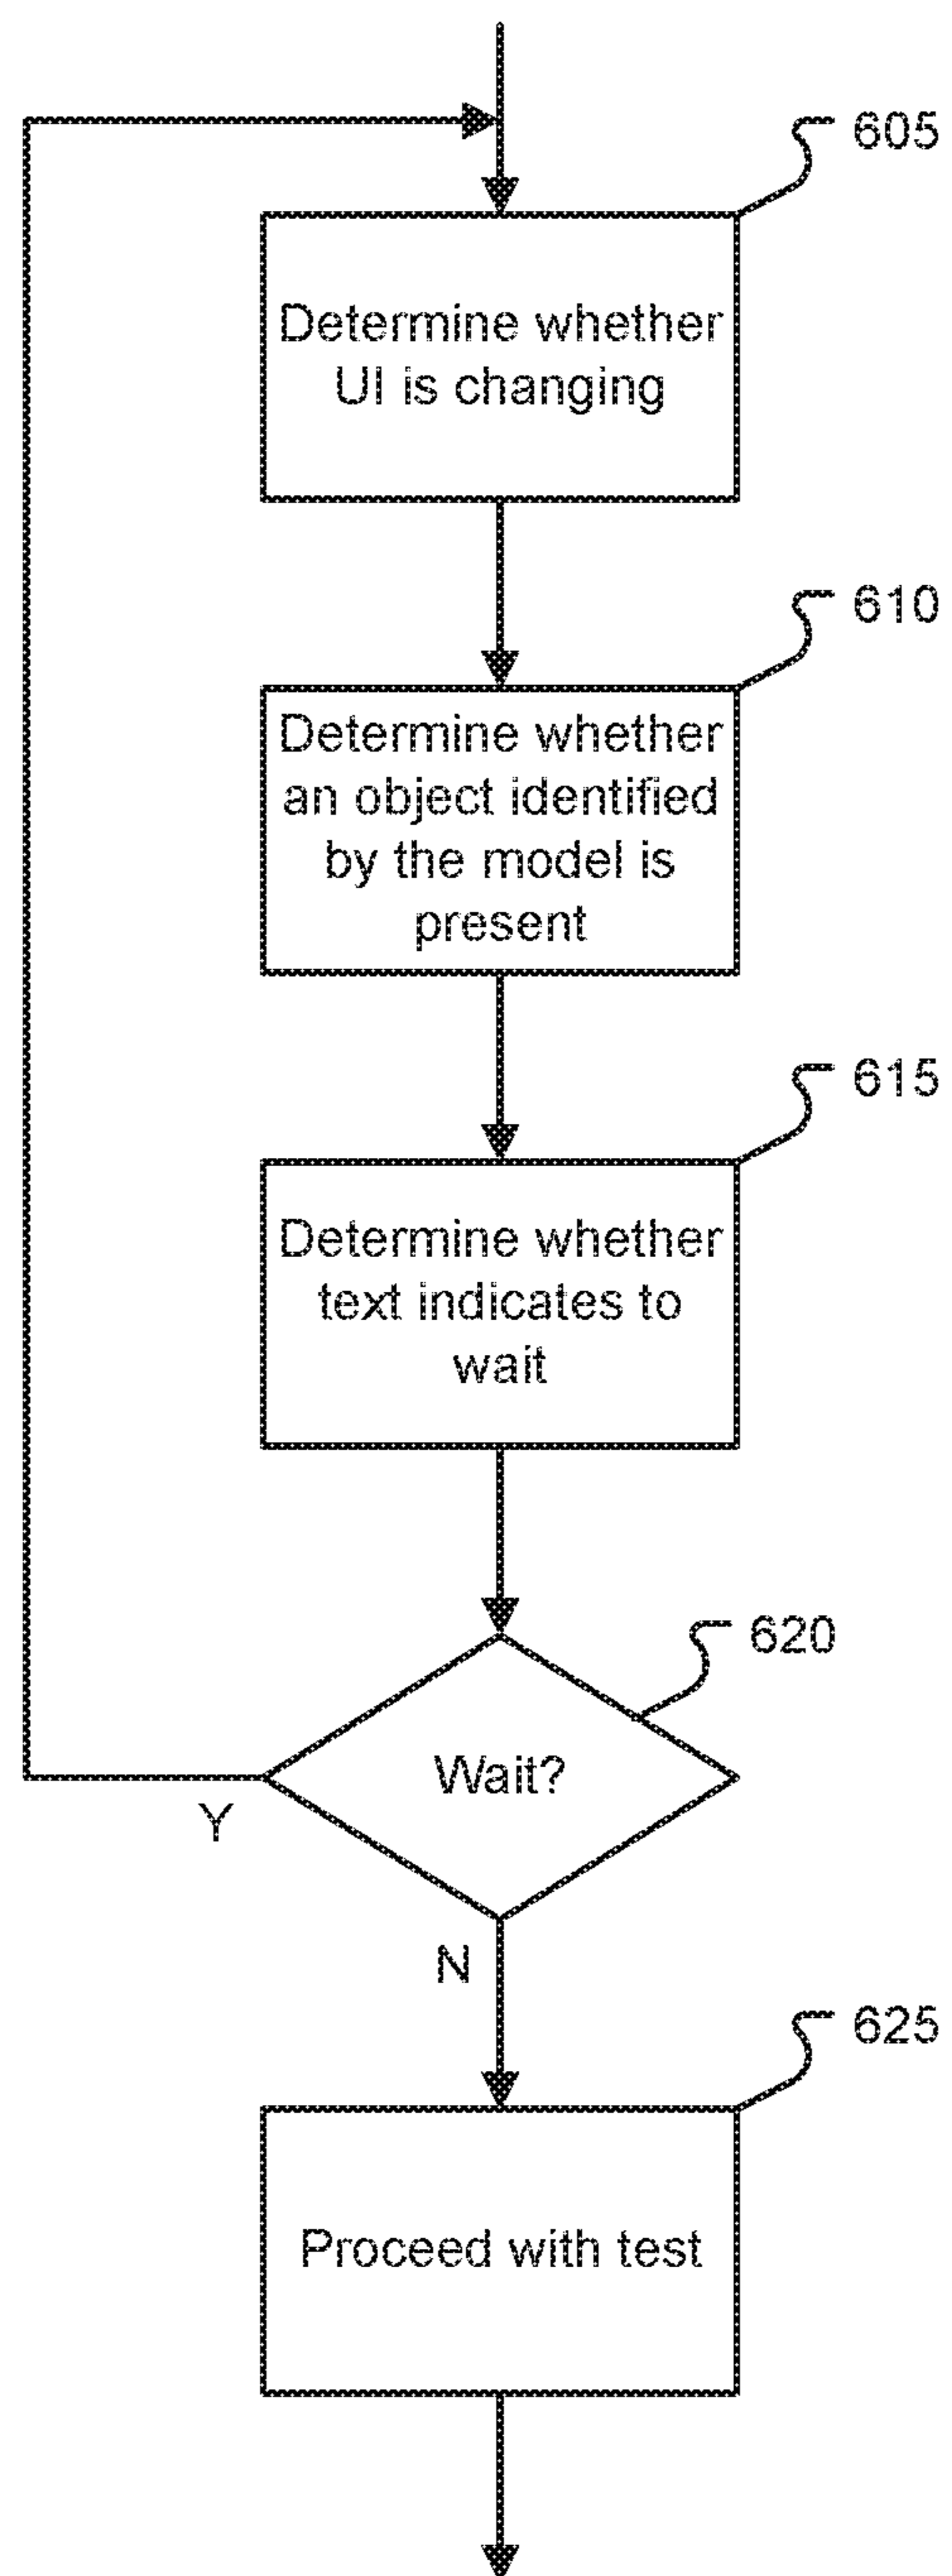 605
Determine whether
UI is changing
610
Determine whether
an object identified
by the model is
present
615
Determine whether
text indicates to
wait
620
Wait?
Y
N
625
Proceed with test